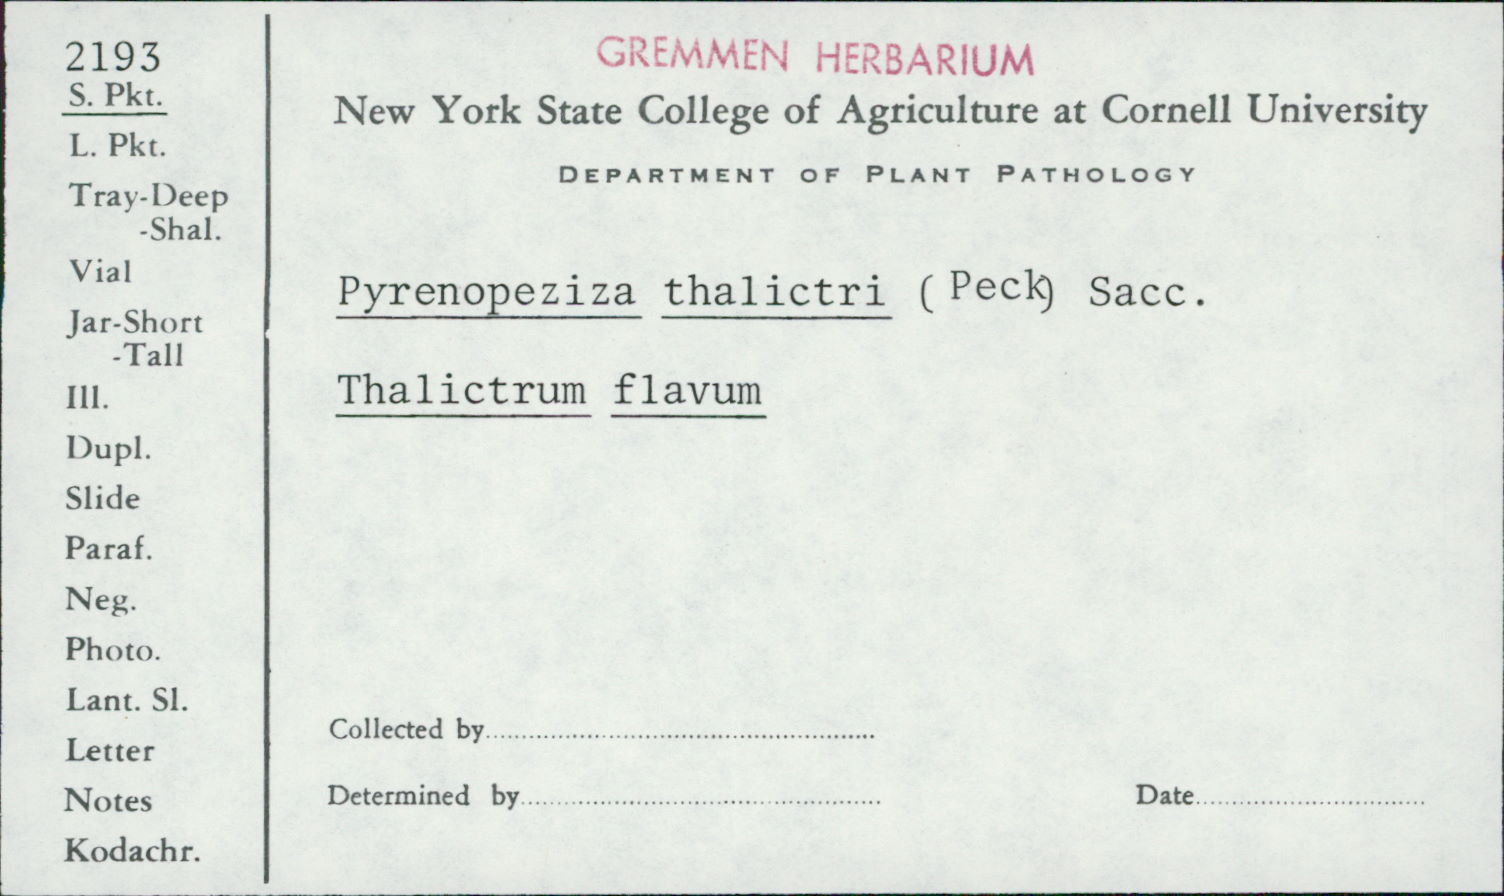 2193
S. Pkt.
L. Pkt.
Tray-Deep
-Shal.
Vial
Jar-Short
-Tall
Ill.
Dupl.
Slide
Paraf.
Neg.
Photo.
Lant. Sl.
Letter
Notes
Kodachr.
GREMMEN HERBARIUM
New York State College of Agriculture at Cornell University
DEPARTMENT OF PLANT PATHOLOGY
Pyrenopeziza thalictri (Peck) Sacc.
Thalictrum flavum
Collected by
Determined by
Date